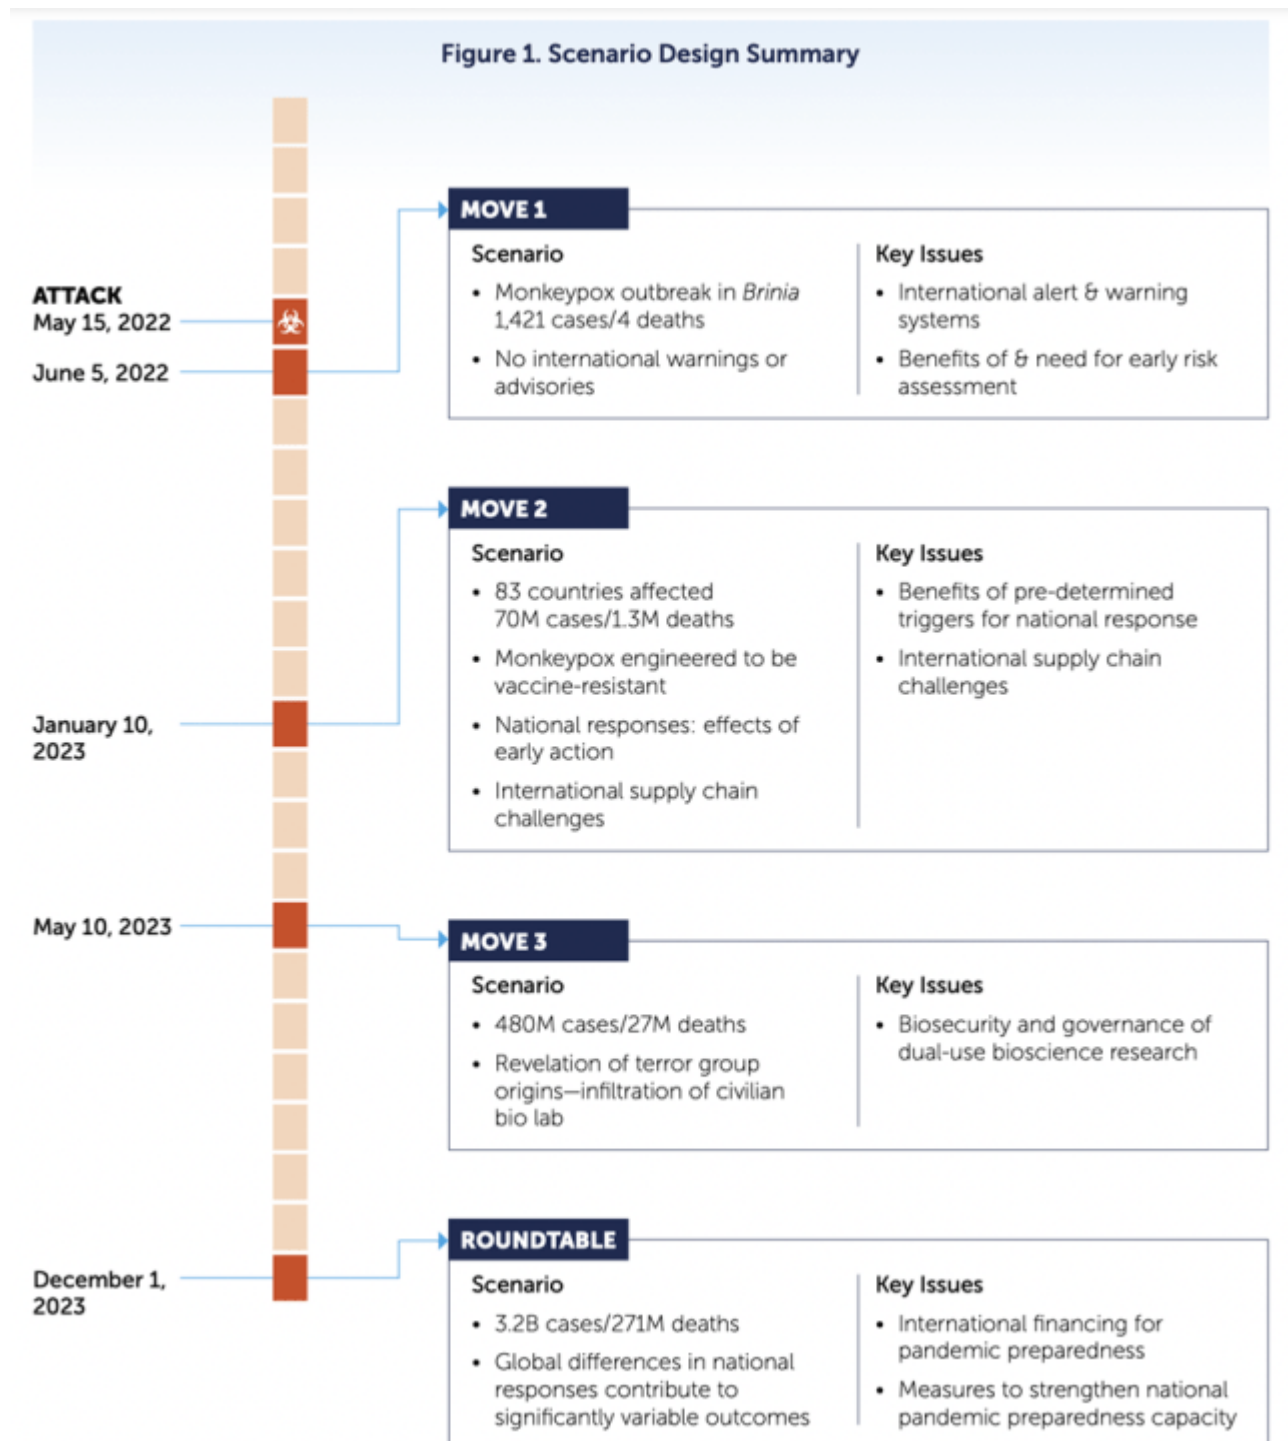 Figure 1. Scenario Design Summary
ATTACK
May 15, 2022
June 5, 2022
MOVE 1
Scenario
• Monkeypox outbreak in Brinia
1,421 cases/4 deaths
• No international warnings or
advisories
Key Issues
• International alert & warning
systems
• Benefits of & need for early risk
assessment
January 10,
2023
MOVE 2
Scenario
• 83 countries affected
70M cases/1.3M deaths
• Monkeypox engineered to be
vaccine-resistant
• National responses: effects of
early action
• International supply chain
challenges
Key Issues
• Benefits of pre-determined
triggers for national response
• International supply chain
challenges
May 10, 2023
MOVE 3
Scenario
• 480M cases/27M deaths
• Revelation of terror group
origins—infiltration of civilian
bio lab
Key Issues
• Biosecurity and governance of
dual-use bioscience research
December 1,
2023
ROUNDTABLE
Scenario
• 3.2B cases/271M deaths
• Global differences in national
responses contribute to
significantly variable outcomes
Key Issues
• International financing for
pandemic preparedness
• Measures to strengthen national
pandemic preparedness capacity